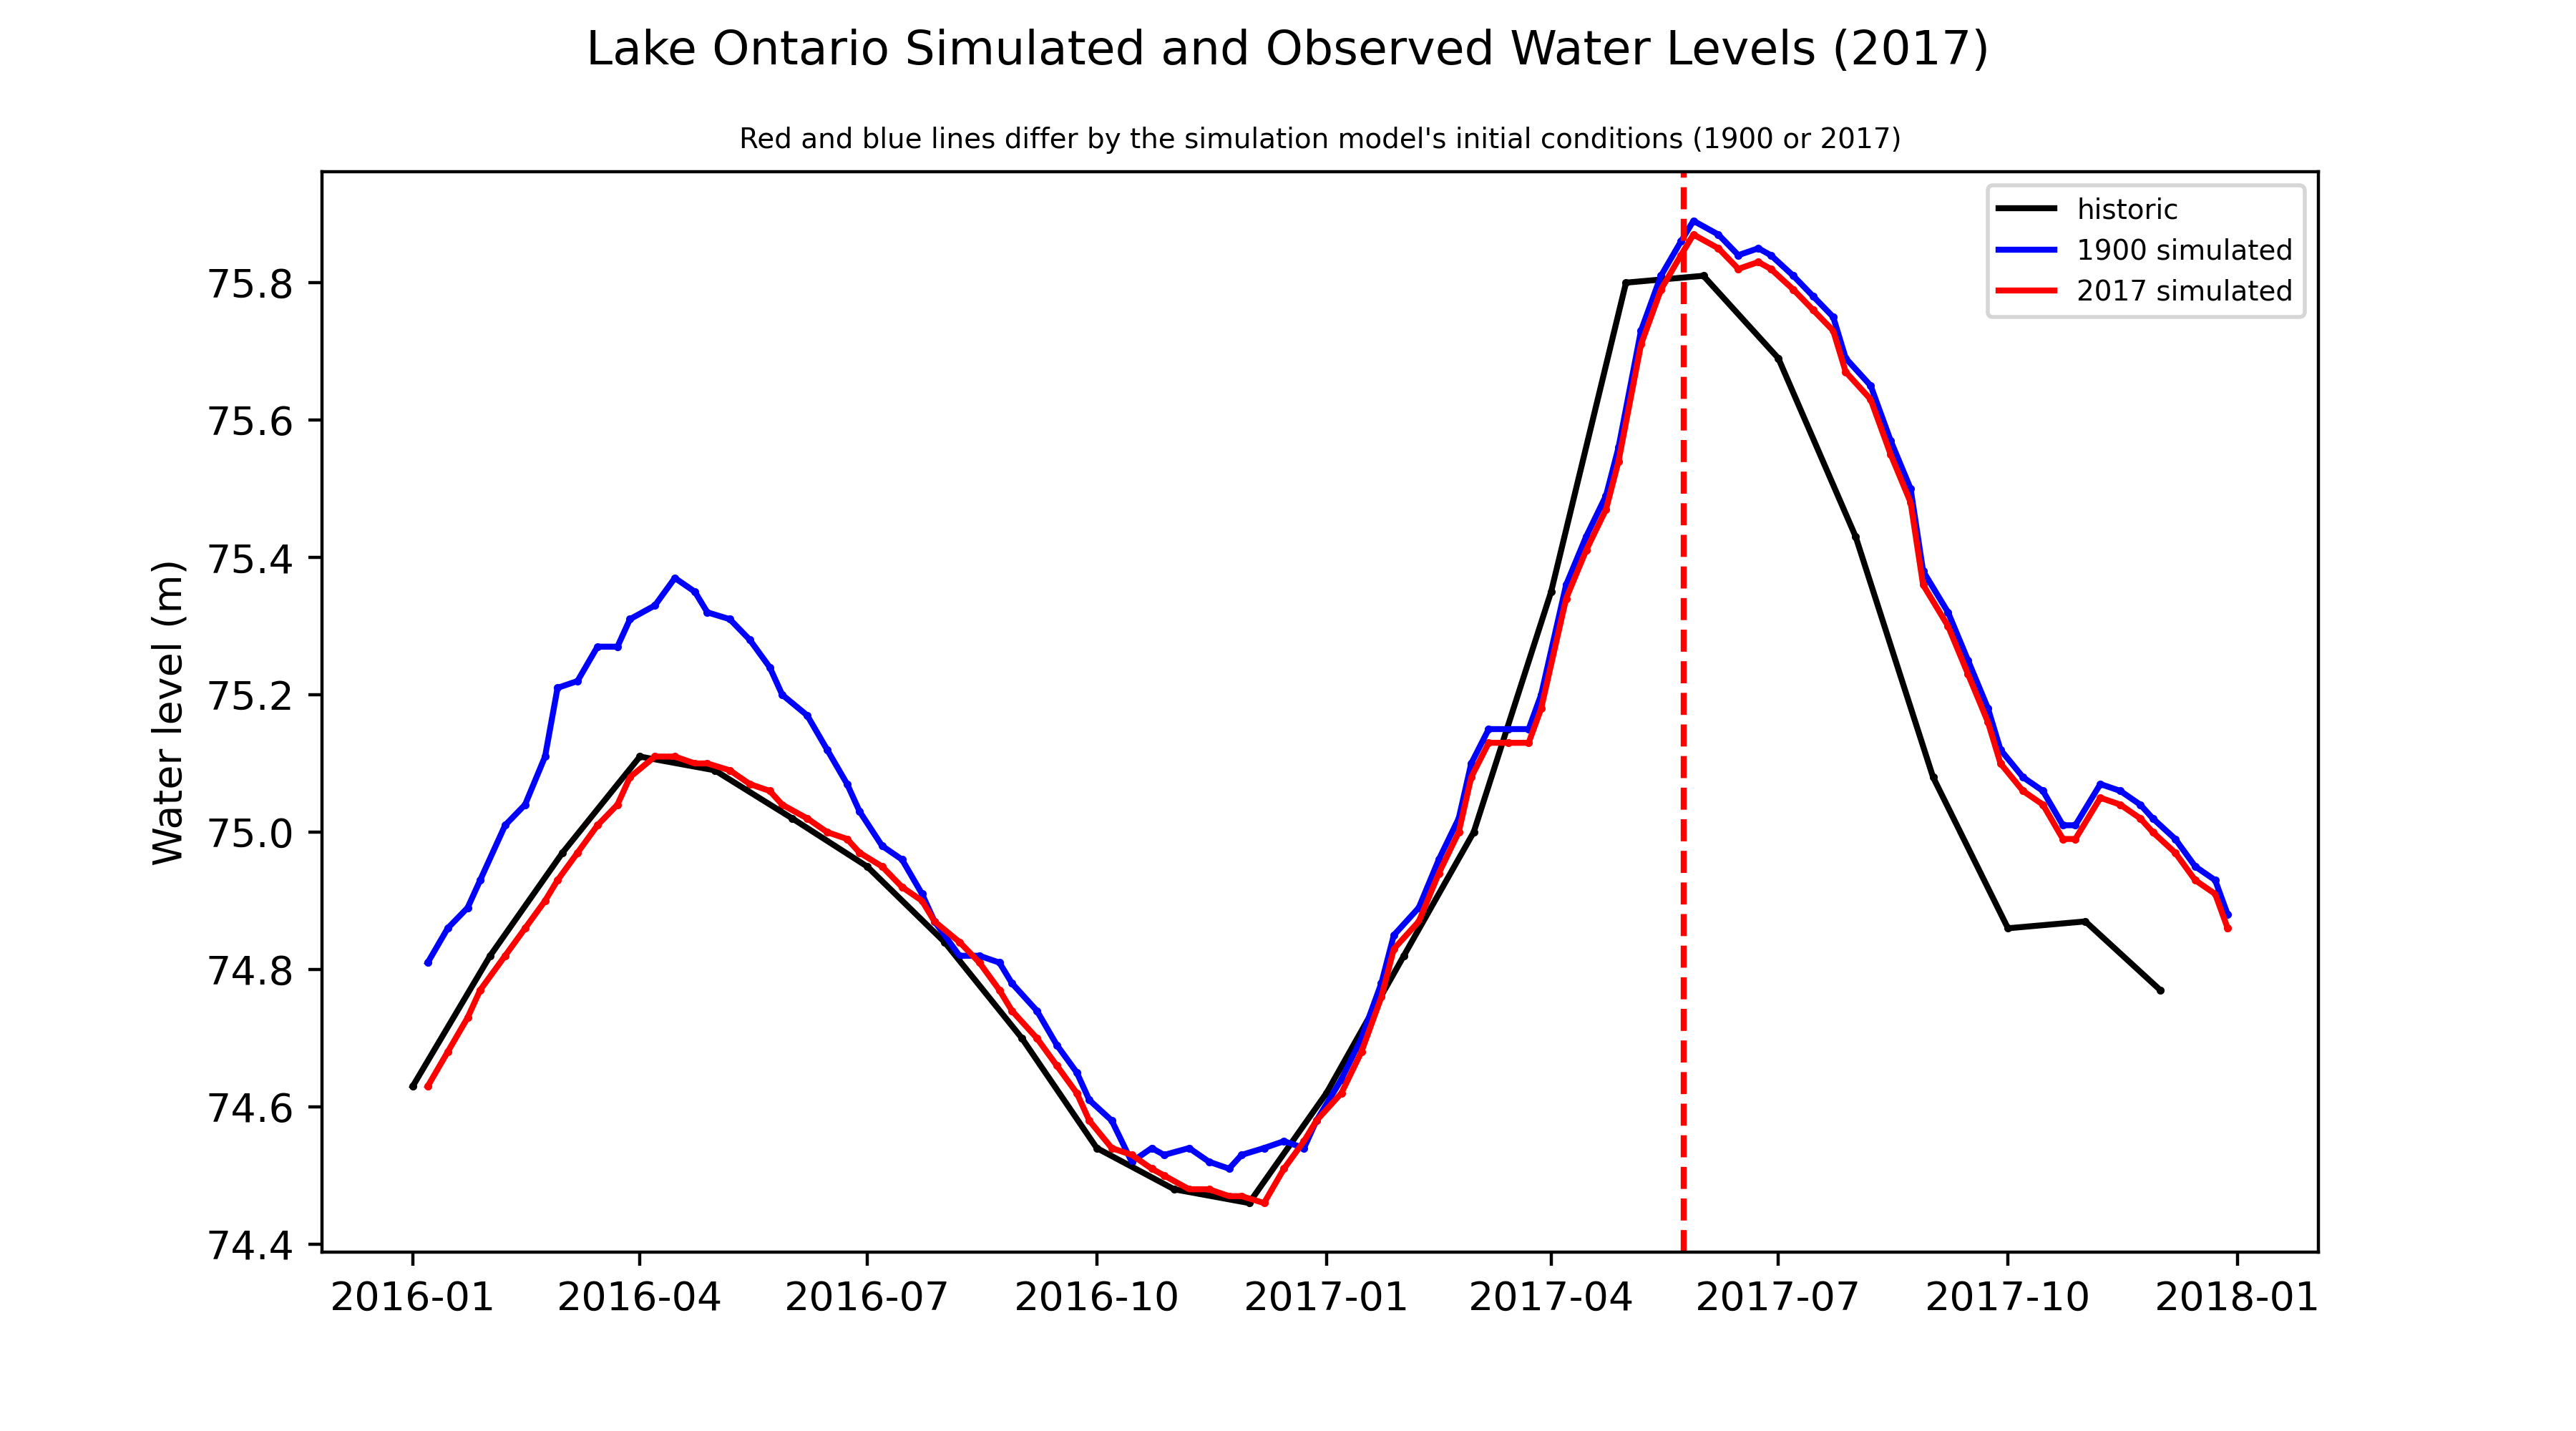 Lake Ontario Simulated and Observed Water Levels (2017)
Red and blue lines differ by the simulation model's initial conditions (1900 or 2017)
historic
1900 simulated
2017 simulated
Water level (m)
75.8
75.6
75.4
75.2
75.0
74.8
74.6
74.4
2016-01 2016-04 2016-07 2016-10 2017-01 2017-04 2017-07 2017-10 2018-01